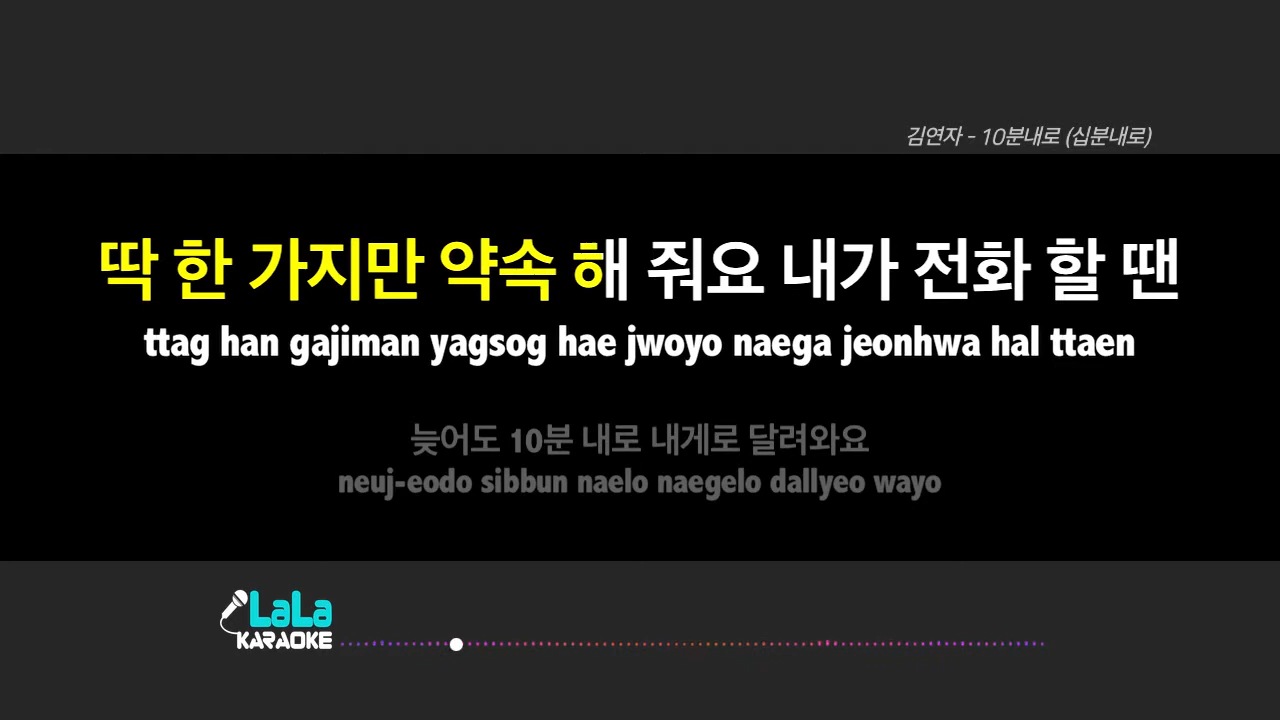 김연자 - 10분내로 (십분내로)
딱 한 가지만 약속 해 줘요 내가 전화 할 땐
ttag han gajiman yagsog hae jwoyo naega jeonhwa hal ttaen
늦어도 10분 내로 내게로 달려와요
neuj-eodo sibbun naelo naegelo dallyeo wayo
LaLa
KARAOKE